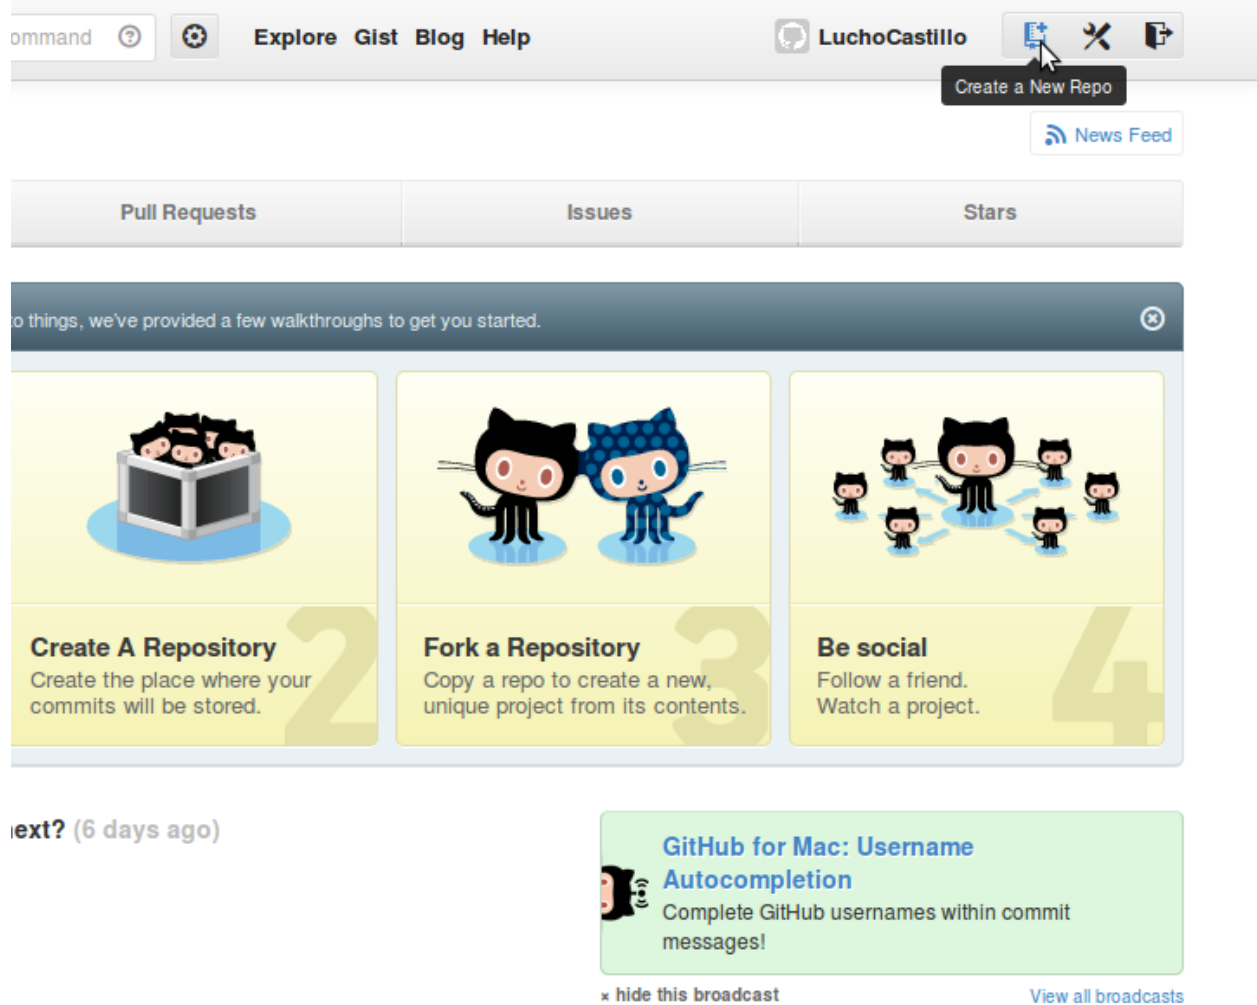 ommand
Explore Gist Blog Help
LuchoCastillo
Create a New Repo
News Feed
Pull Requests
Issues
Stars
to things, we've provided a few walkthroughs to get you started.
2
Create A Repository
Create the place where your
commits will be stored.
3
Fork a Repository
Copy a repo to create a new,
unique project from its contents.
4
Be social
Follow a friend.
Watch a project.
ext? (6 days ago)
GitHub for Mac: Username
Autocompletion
Complete GitHub usernames within commit
messages!
× hide this broadcast
View all broadcasts